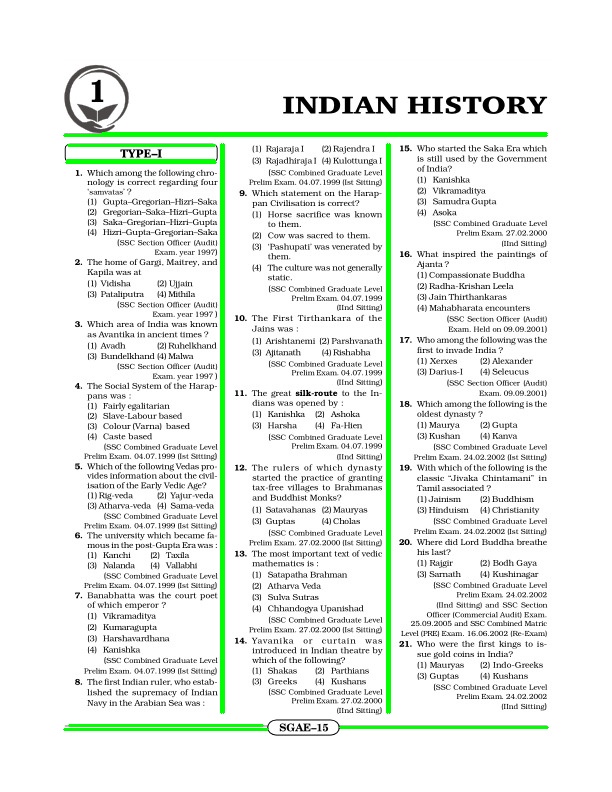 1
INDIAN HISTORY
TYPE–I
1. Which among the following chro-
nology is correct regarding four
'samvatas' ?
(1) Gupta–Gregorian–Hizri–Saka
(2) Gregorian–Saka–Hizri–Gupta
(3) Saka–Gregorian–Hizri–Gupta
(4) Hizri–Gupta–Gregorian–Saka
(SSC Section Officer (Audit)
Exam. year 1997)
2. The home of Gargi, Maitrey, and
Kapila was at
(1) Vidisha (2) Ujjain
(3) Pataliputra (4) Mithila
(SSC Section Officer (Audit)
Exam. year 1997 )
3. Which area of India was known
as Avantika in ancient times ?
(1) Avadh (2) Ruhelkhand
(3) Bundelkhand (4) Malwa
(SSC Section Officer (Audit)
Exam. year 1997 )
4. The Social System of the Harap-
pans was :
(1) Fairly egalitarian
(2) Slave-Labour based
(3) Colour (Varna) based
(4) Caste based
(SSC Combined Graduate Level
Prelim Exam. 04.07.1999 (Ist Sitting)
5. Which of the following Vedas pro-
vides information about the civil-
isation of the Early Vedic Age?
(1) Rig-veda (2) Yajur-veda
(3) Atharva-veda (4) Sama-veda
(SSC Combined Graduate Level
Prelim Exam. 04.07.1999 (Ist Sitting)
6. The university which became fa-
mous in the post-Gupta Era was :
(1) Kanchi (2) Taxila
(3) Nalanda (4) Vallabhi
(SSC Combined Graduate Level
Prelim Exam. 04.07.1999 (Ist Sitting)
7. Banabhatta was the court poet
of which emperor ?
(1) Vikramaditya
(2) Kumaragupta
(3) Harshavardhana
(4) Kanishka
(SSC Combined Graduate Level
Prelim Exam. 04.07.1999 (Ist Sitting)
8. The first Indian ruler, who estab-
lished the supremacy of Indian
Navy in the Arabian Sea was :
(1) Rajaraja I (2) Rajendra I
(3) Rajadhiraja I (4) Kulottunga I
(SSC Combined Graduate Level
Prelim Exam. 04.07.1999 (Ist Sitting)
9. Which statement on the Harap-
pan Civilisation is correct?
(1) Horse sacrifice was known
to them.
(2) Cow was sacred to them.
(3) 'Pashupati' was venerated by
them.
(4) The culture was not generally
static.
(SSC Combined Graduate Level
Prelim Exam. 04.07.1999
(IInd Sitting)
10. The First Tirthankara of the
Jains was :
(1) Arishtanemi (2) Parshvanath
(3) Ajitanath (4) Rishabha
(SSC Combined Graduate Level
Prelim Exam. 04.07.1999
(IInd Sitting)
11. The great silk-route to the In-
dians was opened by :
(1) Kanishka (2) Ashoka
(3) Harsha (4) Fa-Hien
(SSC Combined Graduate Level
Prelim Exam. 04.07.1999
(IInd Sitting)
12. The rulers of which dynasty
started the practice of granting
tax-free villages to Brahmanas
and Buddhist Monks?
(1) Satavahanas (2) Mauryas
(3) Guptas (4) Cholas
(SSC Combined Graduate Level
Prelim Exam. 27.02.2000 (Ist Sitting)
13. The most important text of vedic
mathematics is :
(1) Satapatha Brahman
(2) Atharva Veda
(3) Sulva Sutras
(4) Chhandogya Upanishad
(SSC Combined Graduate Level
Prelim Exam. 27.02.2000 (Ist Sitting)
14. Yavanika or curtain was
introduced in Indian theatre by
which of the following?
(1) Shakas (2) Parthians
(3) Greeks (4) Kushans
(SSC Combined Graduate Level
Prelim Exam. 27.02.2000
(IInd Sitting)
15. Who started the Saka Era which
is still used by the Government
of India?
(1) Kanishka
(2) Vikramaditya
(3) Samudra Gupta
(4) Asoka
(SSC Combined Graduate Level
Prelim Exam. 27.02.2000
(IInd Sitting)
16. What inspired the paintings of
Ajanta ?
(1) Compassionate Buddha
(2) Radha-Krishan Leela
(3) Jain Thirthankaras
(4) Mahabharata encounters
(SSC Section Officer (Audit)
Exam. Held on 09.09.2001)
17. Who among the following was the
first to invade India ?
(1) Xerxes (2) Alexander
(3) Darius-I (4) Seleucus
(SSC Section Officer (Audit)
Exam. 09.09.2001)
18. Which among the following is the
oldest dynasty ?
(1) Maurya (2) Gupta
(3) Kushan (4) Kanva
(SSC Combined Graduate Level
Prelim Exam. 24.02.2002 (Ist Sitting)
19. With which of the following is the
classic “Jivaka Chintamani” in
Tamil associated ?
(1) Jainism (2) Buddhism
(3) Hinduism (4) Christianity
(SSC Combined Graduate Level
Prelim Exam. 24.02.2002 (Ist Sitting)
20. Where did Lord Buddha breathe
his last?
(1) Rajgir (2) Bodh Gaya
(3) Sarnath (4) Kushinagar
(SSC Combined Graduate Level
Prelim Exam. 24.02.2002
(IInd Sitting) and SSC Section
Officer (Commercial Audit) Exam.
25.09.2005 and SSC Combined Matric
Level (PRE) Exam. 16.06.2002 (Re-Exam)
21. Who were the first kings to is-
sue gold coins in India?
(1) Mauryas (2) Indo-Greeks
(3) Guptas (4) Kushans
(SSC Combined Graduate Level
Prelim Exam. 24.02.2002
(IInd Sitting)
SGAE–15